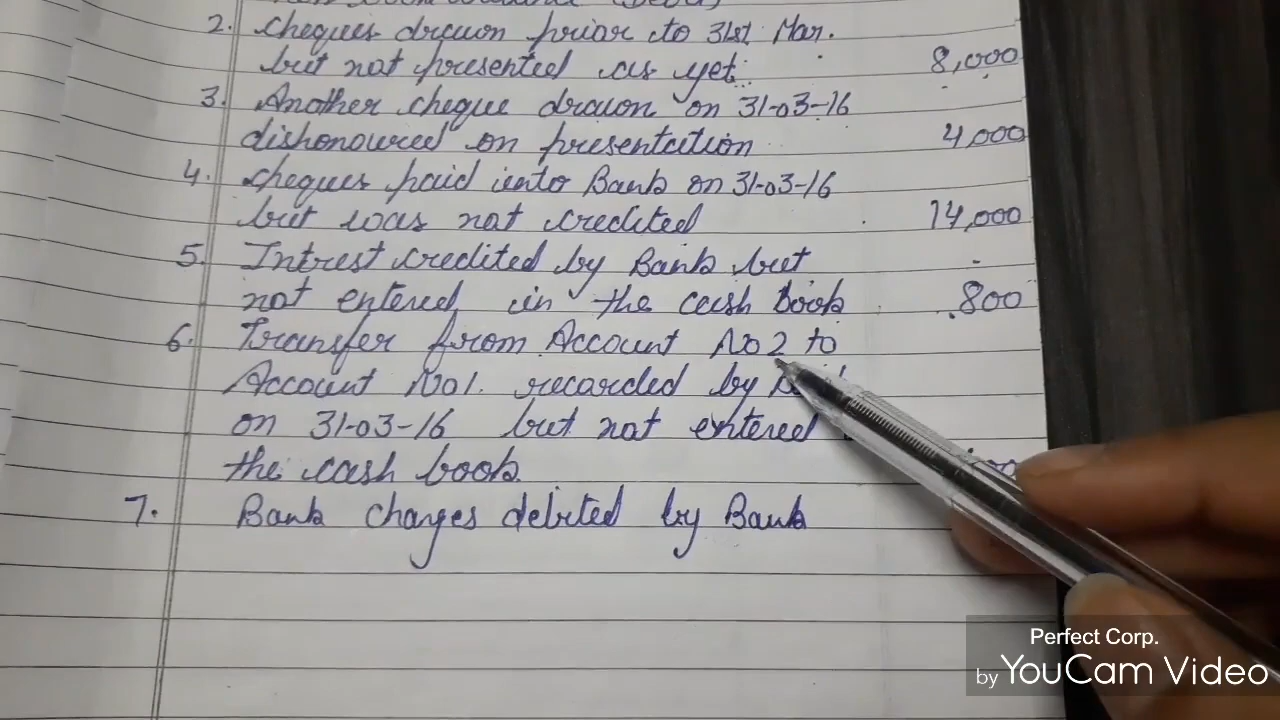 2. Cheques drawn prior to 31st Mar.
but not presented as yet. 8,000
3. Another cheque drawn on 31-03-16
dishonoured on presentation 4,000
4. Cheques paid into Bank on 31-03-16
but was not credited 14,000
5. Intrest credited by Bank but
not entered in the cash book 800
6. Transfer from Account No 2 to
Account No 1. recorded by
on 31-03-16 but not entered
the cash book.
7. Bank charges debited by Bank
Perfect Corp.
by YouCam Video